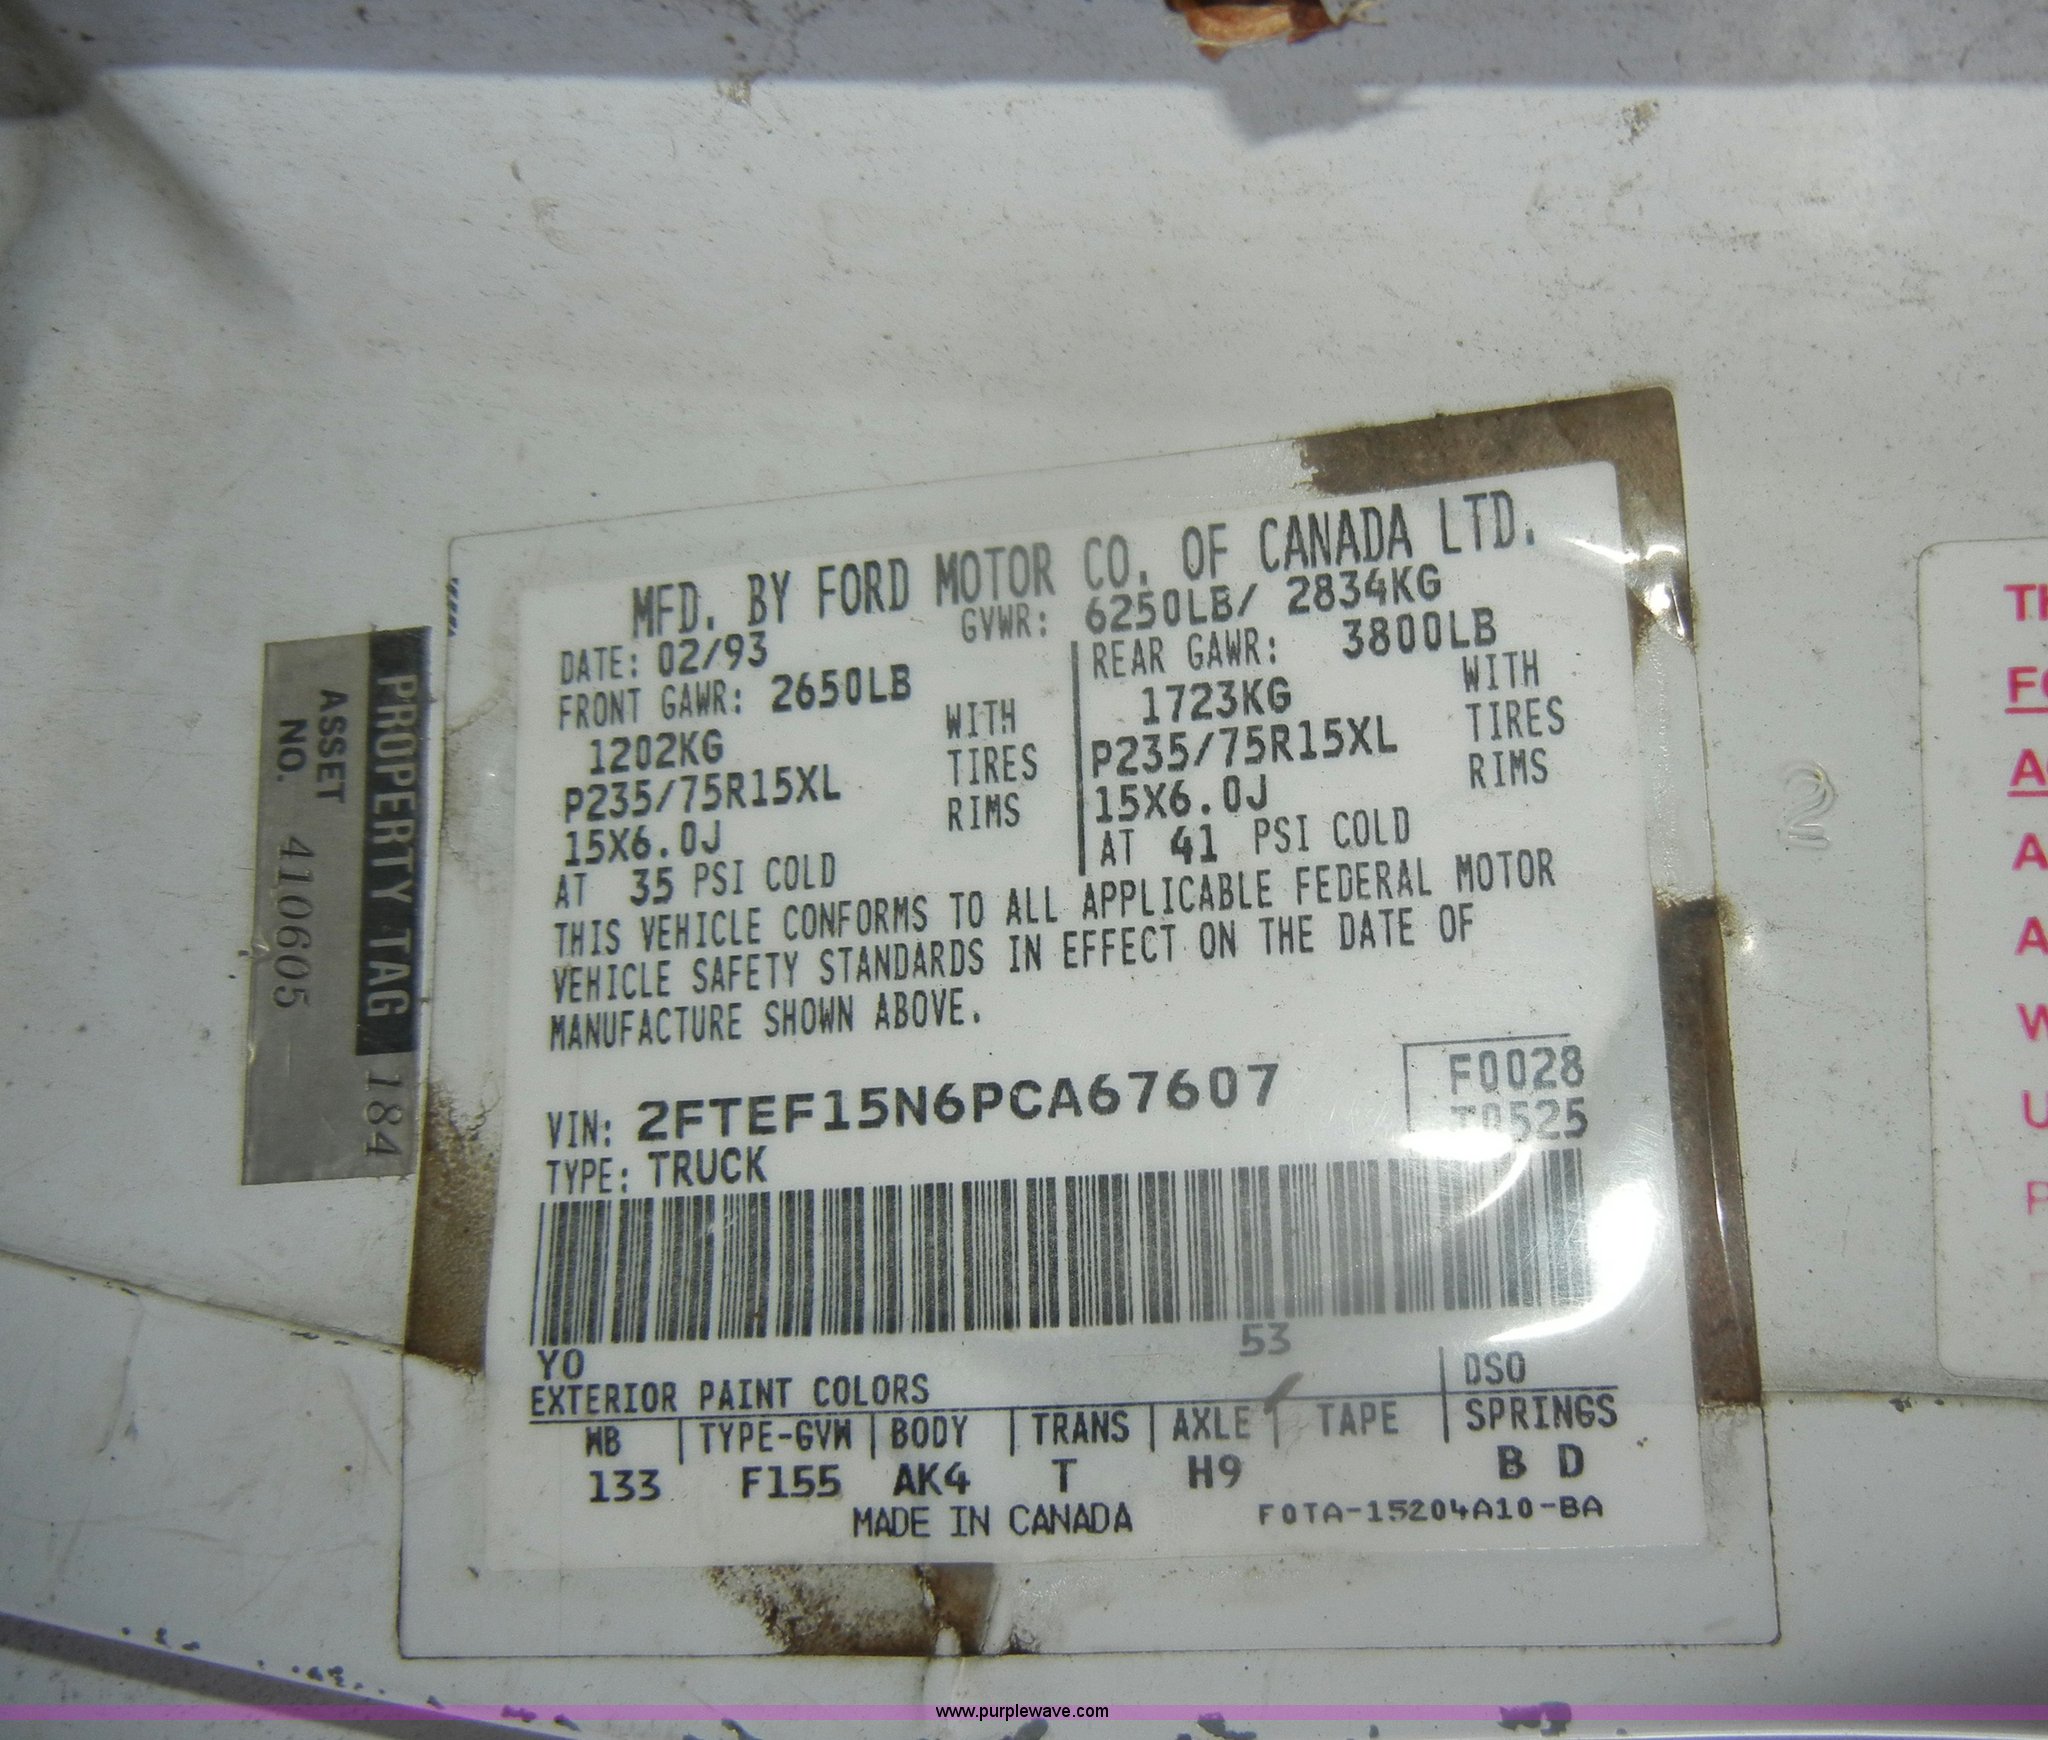 MFD. BY FORD MOTOR CO. OF CANADA LTD.
DATE: 02/93
GVWR: 6250LB/ 2834KG
FRONT GAWR: 2650LB
1202KG
WITH
P235/75R15XL
TIRES
15X6.0J
RIMS
AT 35 PSI COLD
REAR GAWR: 3800LB
1723KG
WITH
P235/75R15XL
TIRES
15X6.0J
RIMS
AT 41 PSI COLD
THIS VEHICLE CONFORMS TO ALL APPLICABLE FEDERAL MOTOR
VEHICLE SAFETY STANDARDS IN EFFECT ON THE DATE OF
MANUFACTURE SHOWN ABOVE.
F0028
T0525
VIN: 2FTEF15N6PCA67607
TYPE: TRUCK
53
YO
EXTERIOR PAINT COLORS
DSO
WB TYPE-GVW BODY TRANS AXLE TAPE SPRINGS
133 F155 AK4 T H9 B D
MADE IN CANADA F0TA-15204A10-BA
PROPERTY TAG 184
ASSET
NO. 410605
2
A
A
W
U
P
www.purplewave.com